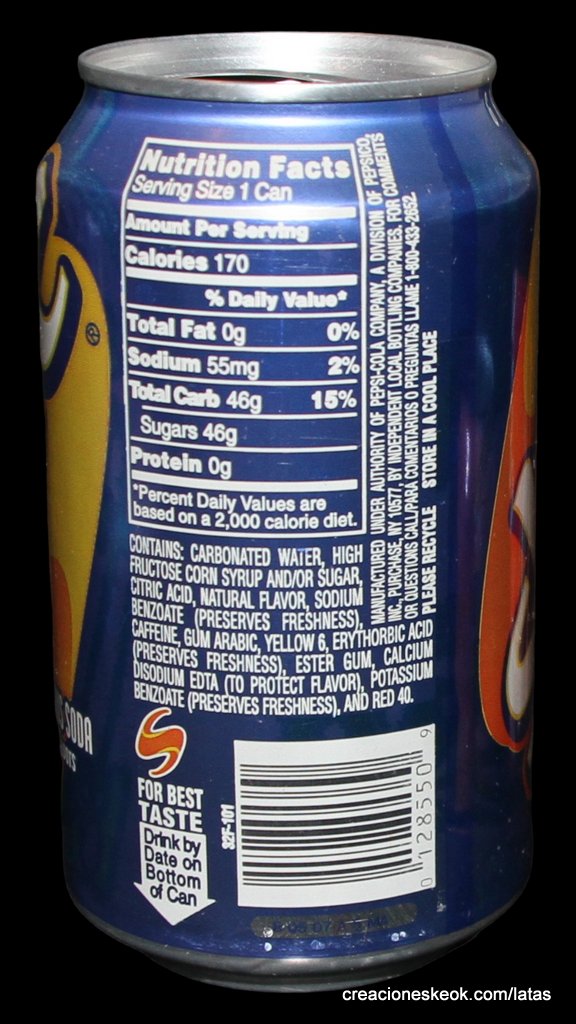 Nutrition Facts
Serving Size 1 Can
Amount Per Serving
Calories 170
% Daily Value*
Total Fat 0g 0%
Sodium 55mg 2%
Total Carb 46g 15%
Sugars 46g
Protein 0g
*Percent Daily Values are
based on a 2,000 calorie diet.
MANUFACTURED UNDER AUTHORITY OF PEPSI-COLA COMPANY, A DIVISION OF PEPSICO,
INC., PURCHASE, NY 10577, BY INDEPENDENT LOCAL BOTTLING COMPANIES. FOR COMMENTS
OR QUESTIONS CALL/PARA COMENTARIOS O PREGUNTAS LLAME 1-800-433-2652.
PLEASE RECYCLE STORE IN A COOL PLACE
CONTAINS: CARBONATED WATER, HIGH
FRUCTOSE CORN SYRUP AND/OR SUGAR,
CITRIC ACID, NATURAL FLAVOR, SODIUM
BENZOATE (PRESERVES FRESHNESS),
CAFFEINE, GUM ARABIC, YELLOW 6, ERYTHORBIC ACID
(PRESERVES FRESHNESS), ESTER GUM, CALCIUM
DISODIUM EDTA (TO PROTECT FLAVOR), POTASSIUM
BENZOATE (PRESERVES FRESHNESS), AND RED 40.
SODA
FOR BEST
TASTE
Drink by
Date on
Bottom
of Can
32F-101
0 128550 9
creacioneskeok.com/latas